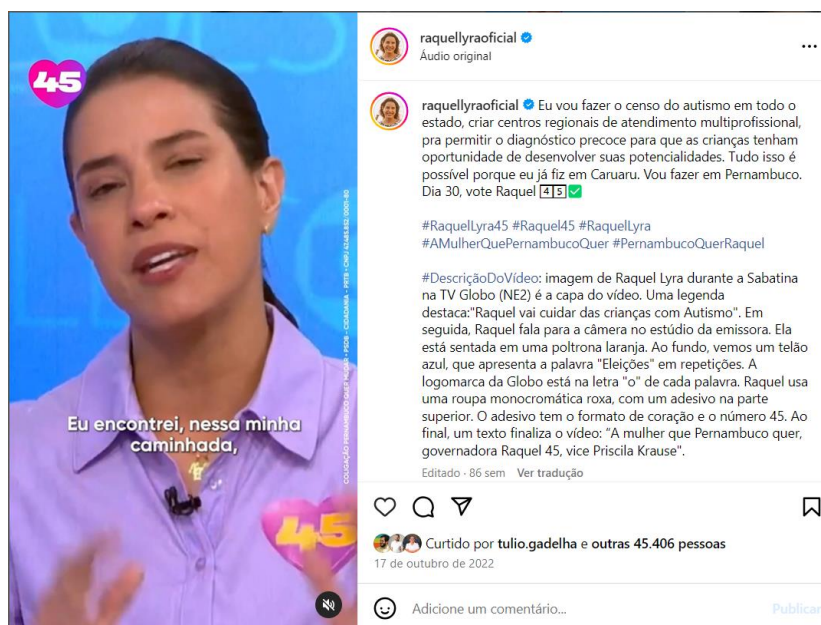 45
Eu encontrei, nessa minha
caminhada,
COLIGAÇÃO PERNAMBUCO QUER MUDAR • PSDB - CIDADANIA - PRTB • CNPJ
45
raquellyraoficial
Áudio original
raquellyraoficial Eu vou fazer o censo do autismo em todo o
estado, criar centros regionais de atendimento multiprofissional,
pra permitir o diagnóstico precoce para que as crianças tenham
oportunidade de desenvolver suas potencialidades. Tudo isso é
possível porque eu já fiz em Caruaru. Vou fazer em Pernambuco.
Dia 30, vote Raquel 4 5 ✅
#RaquelLyra45 #Raquel45 #RaquelLyra
#AMulherQuePernambucoQuer #PernambucoQuerRaquel
#DescriçãoDoVídeo: imagem de Raquel Lyra durante a Sabatina
na TV Globo (NE2) é a capa do vídeo. Uma legenda
destaca:"Raquel vai cuidar das crianças com Autismo". Em
seguida, Raquel fala para a câmera no estúdio da emissora. Ela
está sentada em uma poltrona laranja. Ao fundo, vemos um telão
azul, que apresenta a palavra "Eleições" em repetições. A
logomarca da Globo está na letra "o" de cada palavra. Raquel usa
uma roupa monocromática roxa, com um adesivo na parte
superior. O adesivo tem o formato de coração e o número 45. Ao
final, um texto finaliza o vídeo: “A mulher que Pernambuco quer,
governadora Raquel 45, vice Priscila Krause".
Editado · 86 sem Ver tradução
Curtido por tulio.gadelha e outras 45.406 pessoas
17 de outubro de 2022
Adicione um comentário...
Publicar